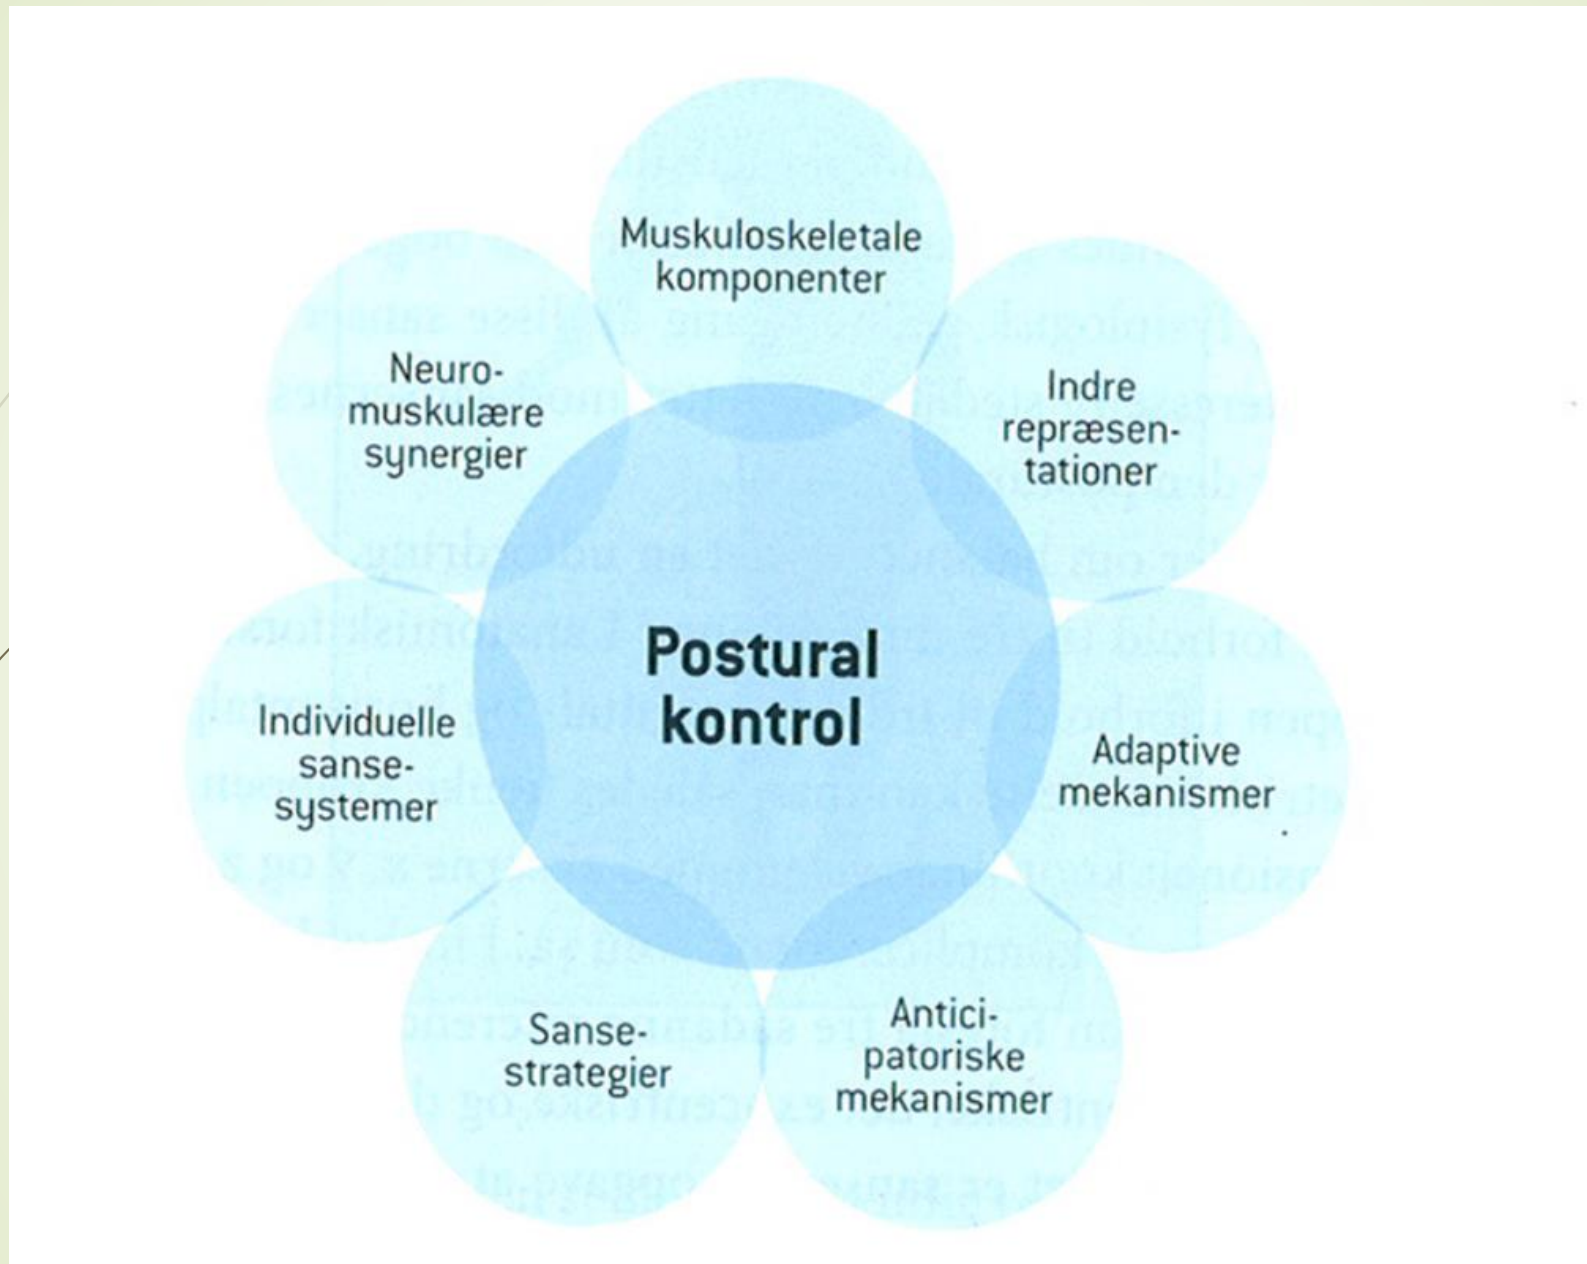 Muskuloskeletale
komponenter
Indre
repræsen-
tationer
Adaptive
mekanismer
Antici-
patoriske
mekanismer
Sanse-
strategier
Individuelle
sanse-
systemer
Neuro-
muskulære
synergier
Postural
kontrol